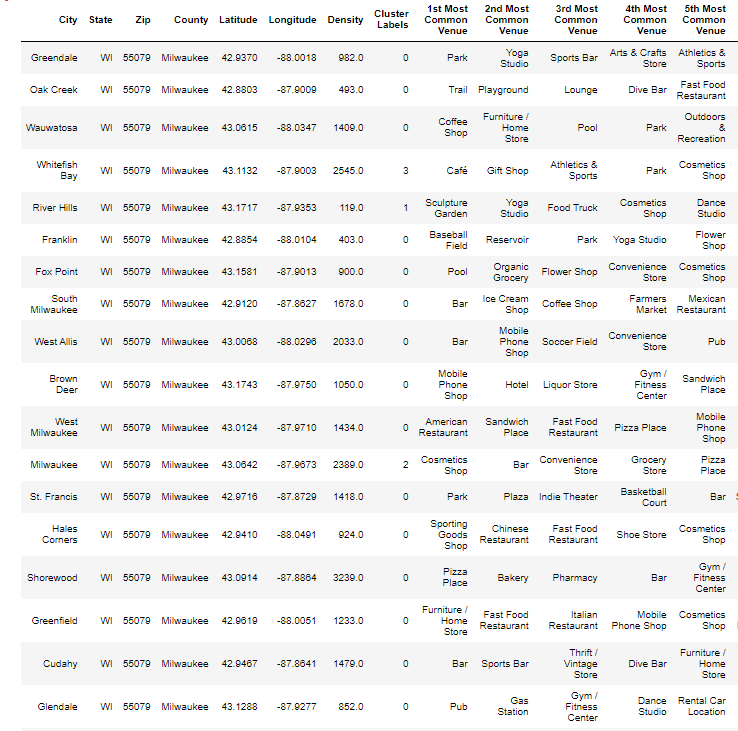 City State Zip County Latitude Longitude Density Cluster Labels 1st Most Common Venue 2nd Most Common Venue 3rd Most Common Venue 4th Most Common Venue 5th Most Common Venue
Greendale WI 55079 Milwaukee 42.9370 -88.0018 982.0 0 Park Yoga Studio Sports Bar Arts & Crafts Store Athletics & Sports
Oak Creek WI 55079 Milwaukee 42.8803 -87.9009 493.0 0 Trail Playground Lounge Dive Bar Fast Food Restaurant
Wauwatosa WI 55079 Milwaukee 43.0615 -88.0347 1409.0 0 Coffee Shop Furniture / Home Store Pool Park Outdoors & Recreation
Whitefish Bay WI 55079 Milwaukee 43.1132 -87.9003 2545.0 3 Café Gift Shop Athletics & Sports Park Cosmetics Shop
River Hills WI 55079 Milwaukee 43.1717 -87.9353 119.0 1 Sculpture Garden Yoga Studio Food Truck Cosmetics Shop Dance Studio
Franklin WI 55079 Milwaukee 42.8854 -88.0104 403.0 0 Baseball Field Reservoir Park Yoga Studio Flower Shop
Fox Point WI 55079 Milwaukee 43.1581 -87.9013 900.0 0 Pool Organic Grocery Flower Shop Convenience Store Cosmetics Shop
South Milwaukee WI 55079 Milwaukee 42.9120 -87.8627 1678.0 0 Bar Ice Cream Shop Coffee Shop Farmers Market Mexican Restaurant
West Allis WI 55079 Milwaukee 43.0068 -88.0296 2033.0 0 Bar Mobile Phone Shop Soccer Field Convenience Store Pub
Brown Deer WI 55079 Milwaukee 43.1743 -87.9750 1050.0 0 Mobile Phone Shop Hotel Liquor Store Gym / Fitness Center Sandwich Place
West Milwaukee WI 55079 Milwaukee 43.0124 -87.9710 1434.0 0 American Restaurant Sandwich Place Fast Food Restaurant Pizza Place Mobile Phone Shop
Milwaukee WI 55079 Milwaukee 43.0642 -87.9673 2389.0 2 Cosmetics Shop Bar Convenience Store Grocery Store Pizza Place
St. Francis WI 55079 Milwaukee 42.9716 -87.8729 1418.0 0 Park Plaza Indie Theater Basketball Court Bar
Hales Corners WI 55079 Milwaukee 42.9410 -88.0491 924.0 0 Sporting Goods Shop Chinese Restaurant Fast Food Restaurant Shoe Store Cosmetics Shop
Shorewood WI 55079 Milwaukee 43.0914 -87.8864 3239.0 0 Pizza Place Bakery Pharmacy Bar Gym / Fitness Center
Greenfield WI 55079 Milwaukee 42.9619 -88.0051 1233.0 0 Furniture / Home Store Fast Food Restaurant Italian Restaurant Mobile Phone Shop Cosmetics Shop
Cudahy WI 55079 Milwaukee 42.9467 -87.8641 1479.0 0 Bar Sports Bar Thrift / Vintage Store Dive Bar Furniture / Home Store
Glendale WI 55079 Milwaukee 43.1288 -87.9277 852.0 0 Pub Gas Station Gym / Fitness Center Dance Studio Rental Car Location